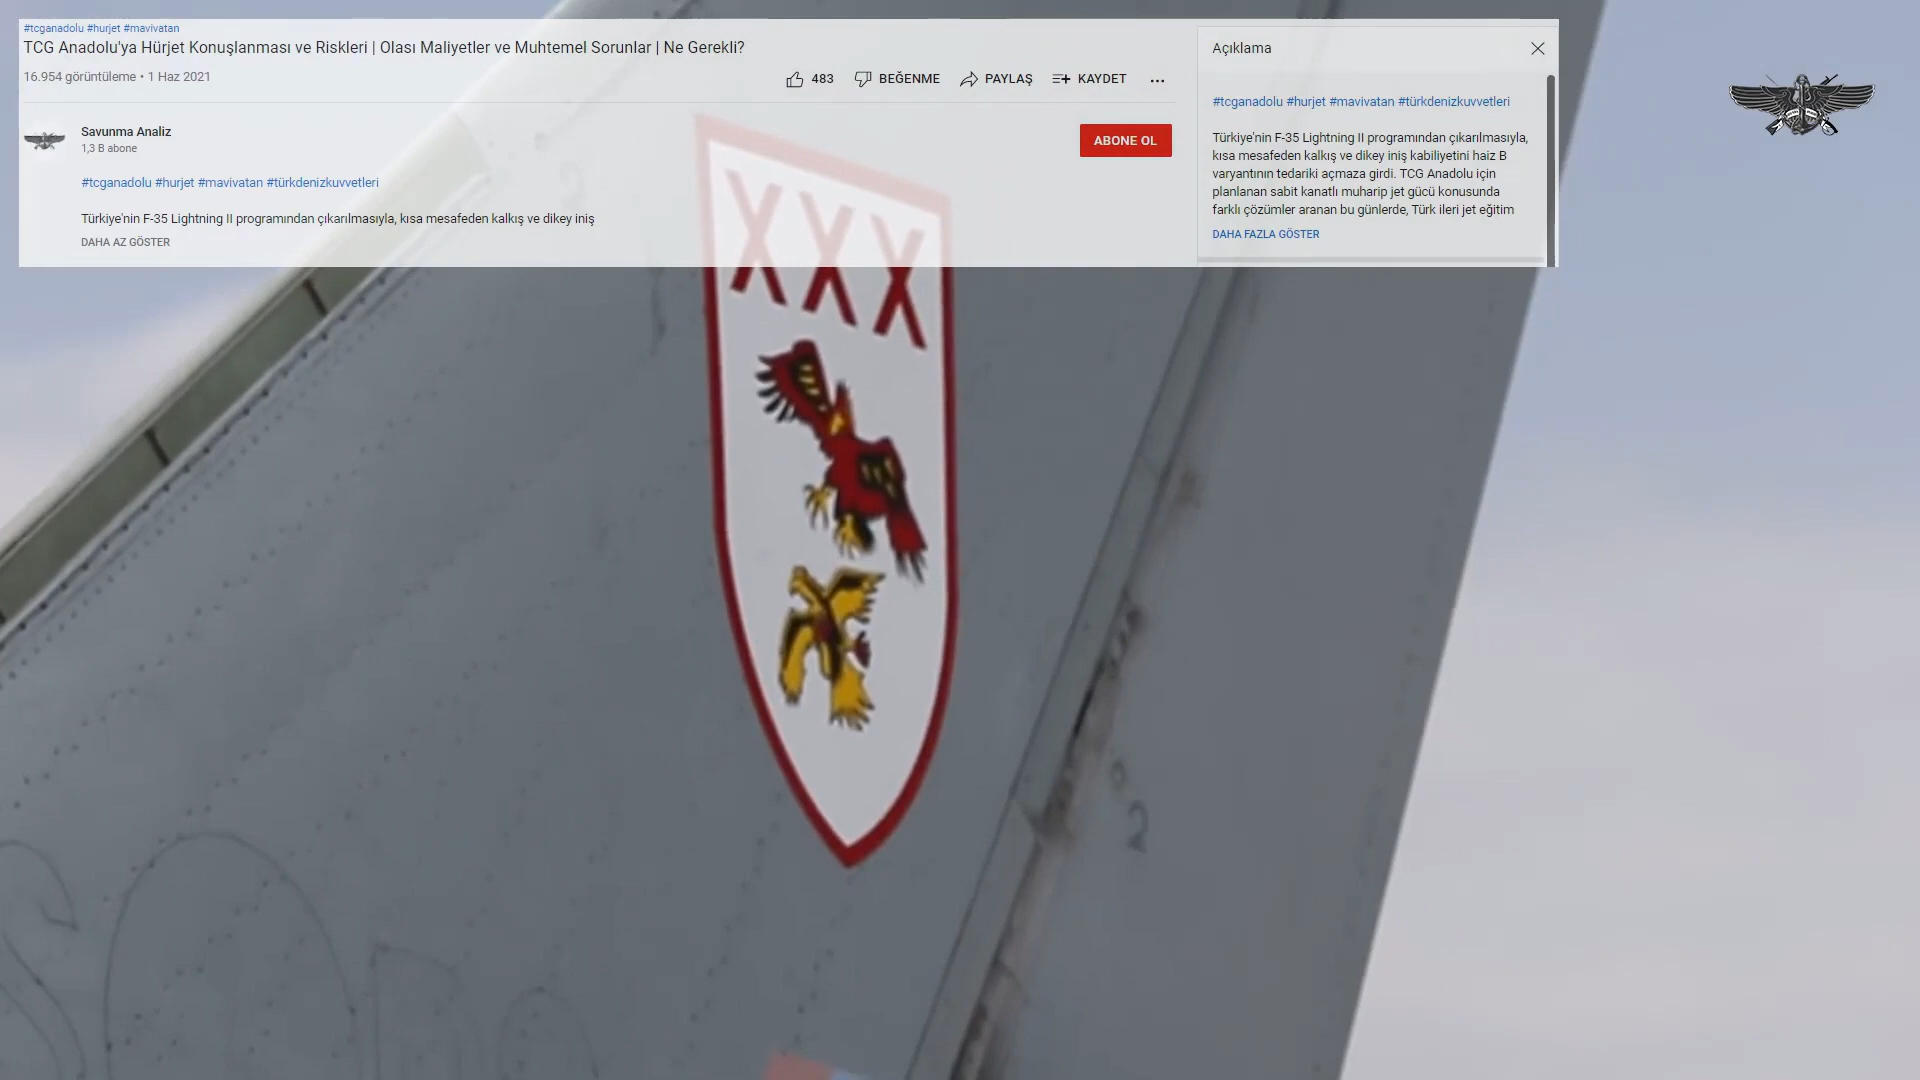 #tcganadolu #hurjet #mavivatan
TCG Anadolu'ya Hürjet Konuşlanması ve Riskleri | Olası Maliyetler ve Muhtemel Sorunlar | Ne Gerekli?
16.954 görüntüleme • 1 Haz 2021
483 BEĞENME PAYLAŞ KAYDET ...
Savunma Analiz
1,3 B abone
ABONE OL
#tcganadolu #hurjet #mavivatan #türkdenizkuvvetleri
Türkiye'nin F-35 Lightning II programından çıkarılmasıyla, kısa mesafeden kalkış ve dikey iniş
DAHA AZ GÖSTER
Açıklama
#tcganadolu #hurjet #mavivatan #türkdenizkuvvetleri
Türkiye'nin F-35 Lightning II programından çıkarılmasıyla,
kısa mesafeden kalkış ve dikey iniş kabiliyetini haiz B
varyantının tedariki açmaza girdi. TCG Anadolu için
planlanan sabit kanatlı muharip jet gücü konusunda
farklı çözümler aranan bu günlerde, Türk ileri jet eğitim
DAHA FAZLA GÖSTER
XXX
2